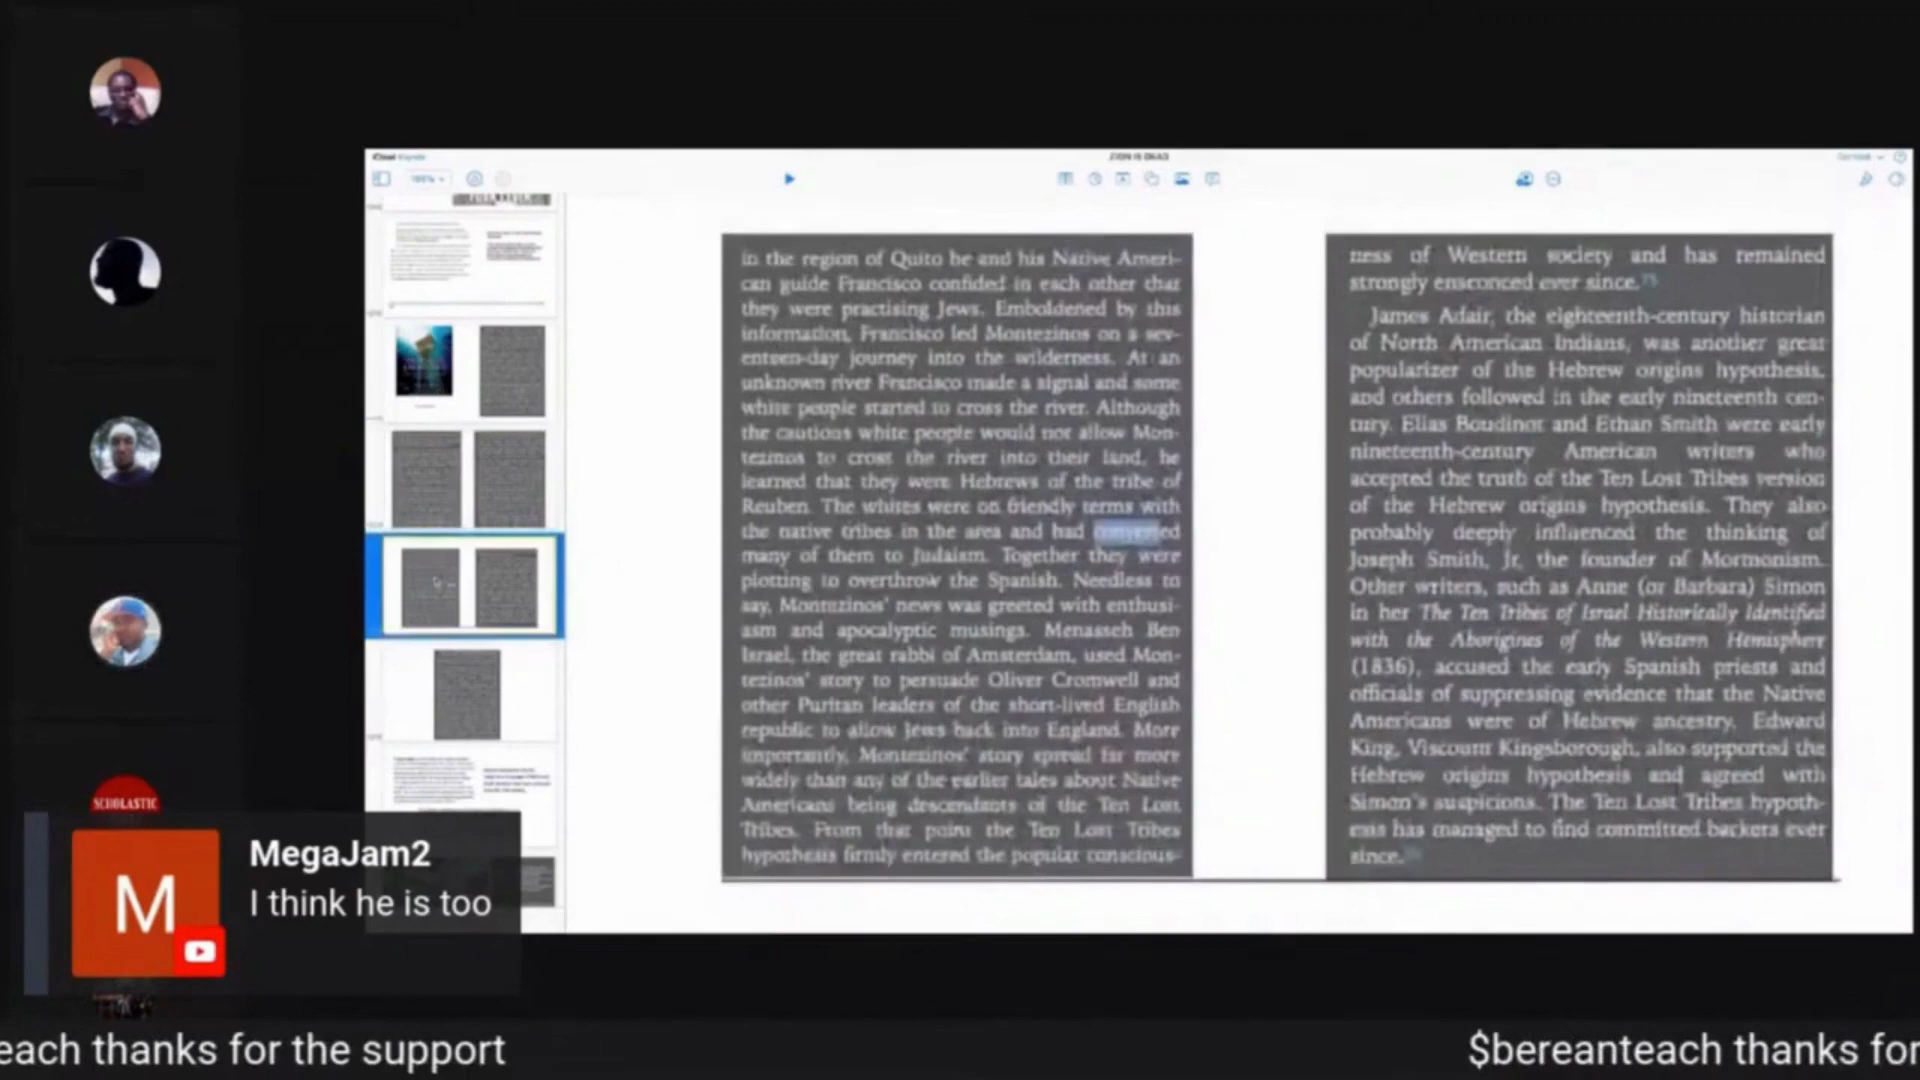 iCloud Keynote
ZION IS DEAD
100%
in the region of Quito he and his Native Ameri-
can guide Francisco confided in each other that
they were practising Jews. Emboldened by this
information, Francisco led Montezinos on a sev-
enteen-day journey into the wilderness. At an
unknown river Francisco made a signal and some
white people started to cross the river. Although
the cautious white people would not allow Mon-
tezinos to cross the river into their land, he
learned that they were Hebrews of the tribe of
Reuben. The whites were on friendly terms with
the native tribes in the area and had converted
many of them to Judaism. Together they were
plotting to overthrow the Spanish. Needless to
say, Montezinos' news was greeted with enthusi-
asm and apocalyptic musings. Menasseh Ben
Israel, the great rabbi of Amsterdam, used Mon-
tezinos' story to persuade Oliver Cromwell and
other Puritan leaders of the short-lived English
republic to allow Jews back into England. More
importantly, Montezinos' story spread far more
widely than any of the earlier tales about Native
Americans being descendants of the Ten Lost
Tribes. From that point the Ten Lost Tribes
hypothesis firmly entered the popular conscious-
ness of Western society and has remained
strongly ensconced ever since.
James Adair, the eighteenth-century historian
of North American Indians, was another great
popularizer of the Hebrew origins hypothesis,
and others followed in the early nineteenth cen-
tury. Elias Boudinot and Ethan Smith were early
nineteenth-century American writers who
accepted the truth of the Ten Lost Tribes version
of the Hebrew origins hypothesis. They also
probably deeply influenced the thinking of
Joseph Smith, Jr, the founder of Mormonism.
Other writers, such as Anne (or Barbara) Simon
in her The Ten Tribes of Israel Historically Identified
with the Aborigines of the Western Hemisphere
(1836), accused the early Spanish priests and
officials of suppressing evidence that the Native
Americans were of Hebrew ancestry. Edward
King, Viscount Kingsborough, also supported the
Hebrew origins hypothesis and agreed with
Simon's suspicions. The Ten Lost Tribes hypoth-
esis has managed to find committed backers ever
since.
SCHOLASTIC
M
MegaJam2
I think he is too
each thanks for the support
$bereanteach thanks for